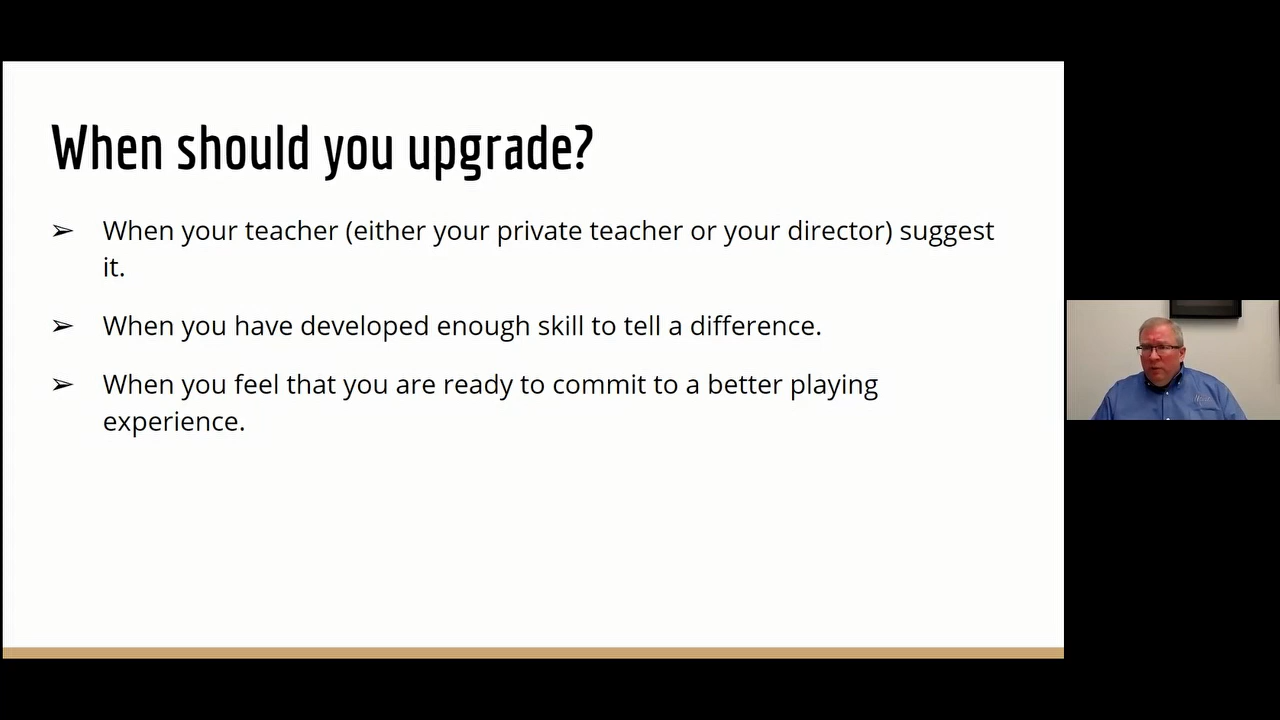 When should you upgrade?
➢ When your teacher (either your private teacher or your director) suggest
it.
➢ When you have developed enough skill to tell a difference.
➢ When you feel that you are ready to commit to a better playing
experience.